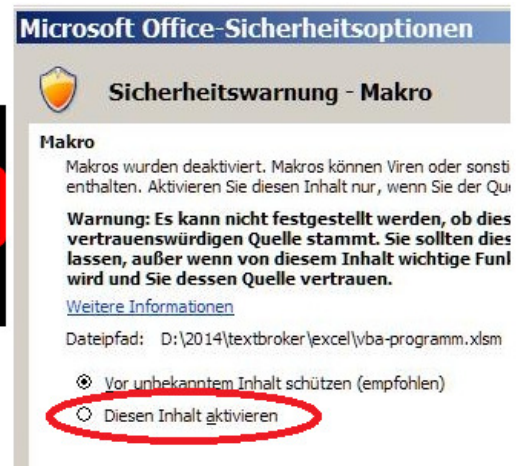 Microsoft Office-Sicherheitsoptionen
Sicherheitswarnung - Makro
Makro
Makros wurden deaktiviert. Makros können Viren oder sonsti
enthalten. Aktivieren Sie diesen Inhalt nur, wenn Sie der Qu
Warnung: Es kann nicht festgestellt werden, ob dies
vertrauenswürdigen Quelle stammt. Sie sollten dies
lassen, außer wenn von diesem Inhalt wichtige Funk
wird und Sie dessen Quelle vertrauen.
Weitere Informationen
Dateipfad: D:\2014\textbroker\excel\vba-programm.xlsm
Vor unbekanntem Inhalt schützen (empfohlen)
Diesen Inhalt aktivieren